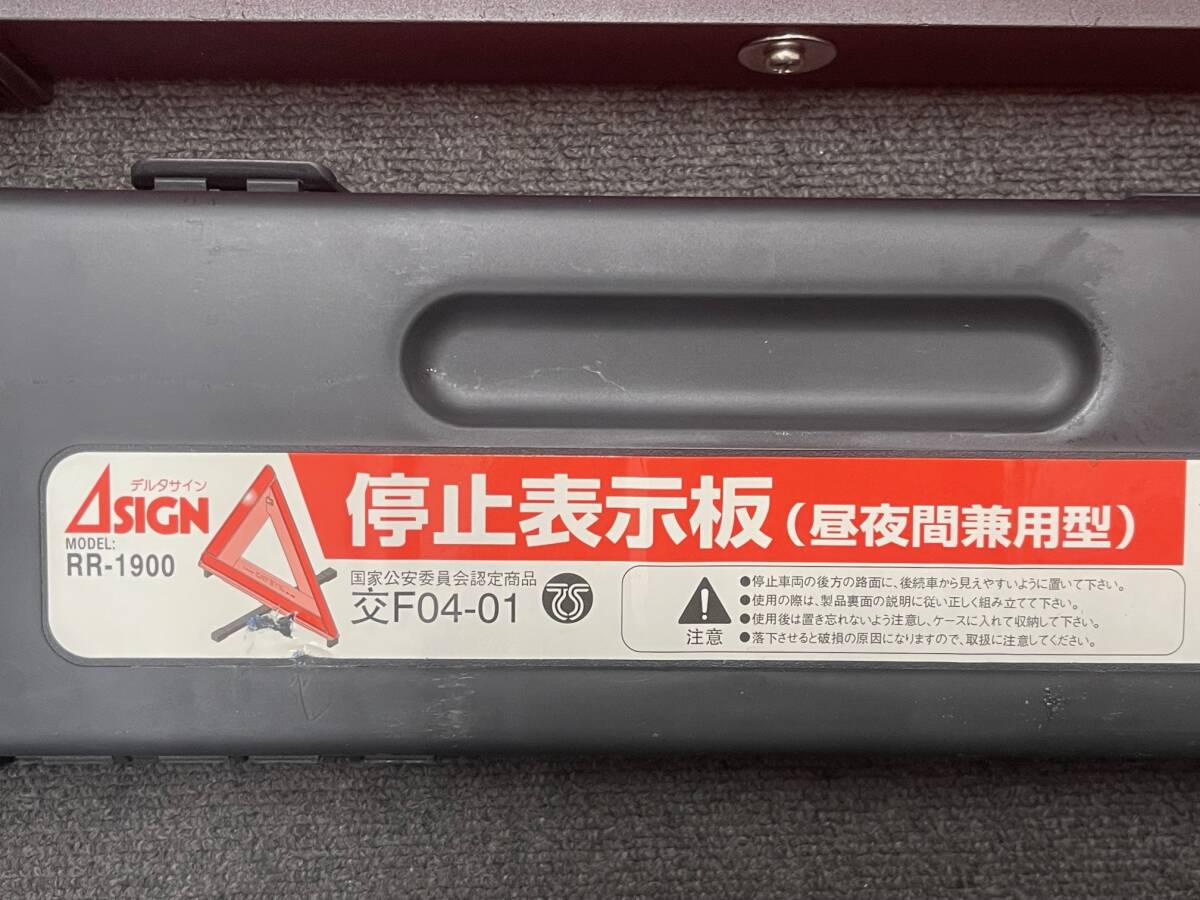 デルタサイン
SIGN
MODEL:
RR-1900
停止表示板(昼夜間兼用型)
国家公安委員会認定商品
交F04-01
注意
●停止車両の後方の路面に、後続車から見えやすいように置いて下さい。
●使用の際は、製品裏面の説明に従い正しく組み立てて下さい。
●使用後は置き忘れないよう注意し、ケースに入れて収納して下さい。
●落下させると破損の原因になりますので、取扱に注意してください。